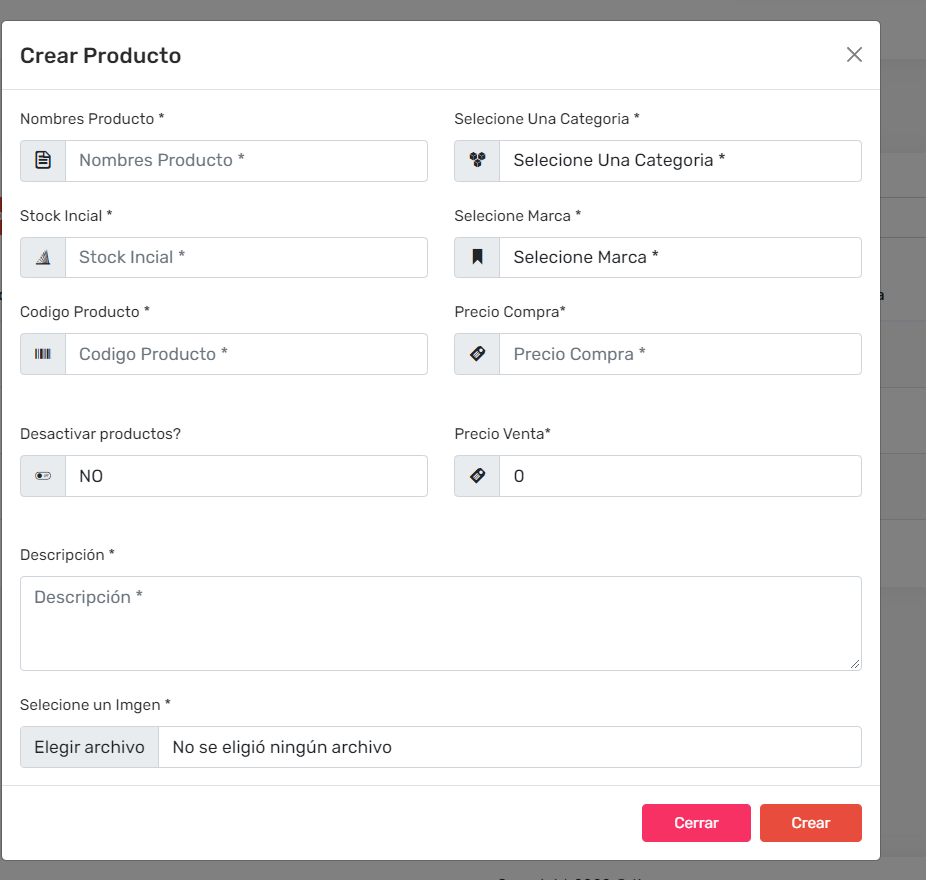 Crear Producto
Nombres Producto *
Selecione Una Categoria *
Nombres Producto *
Selecione Una Categoria *
Stock Incial *
Selecione Marca *
Stock Incial *
Selecione Marca *
Codigo Producto *
Precio Compra*
Codigo Producto *
Precio Compra *
Desactivar productos?
Precio Venta*
NO
0
Descripción *
Descripción *
Selecione un Imgen *
Elegir archivo No se eligió ningún archivo
Cerrar Crear